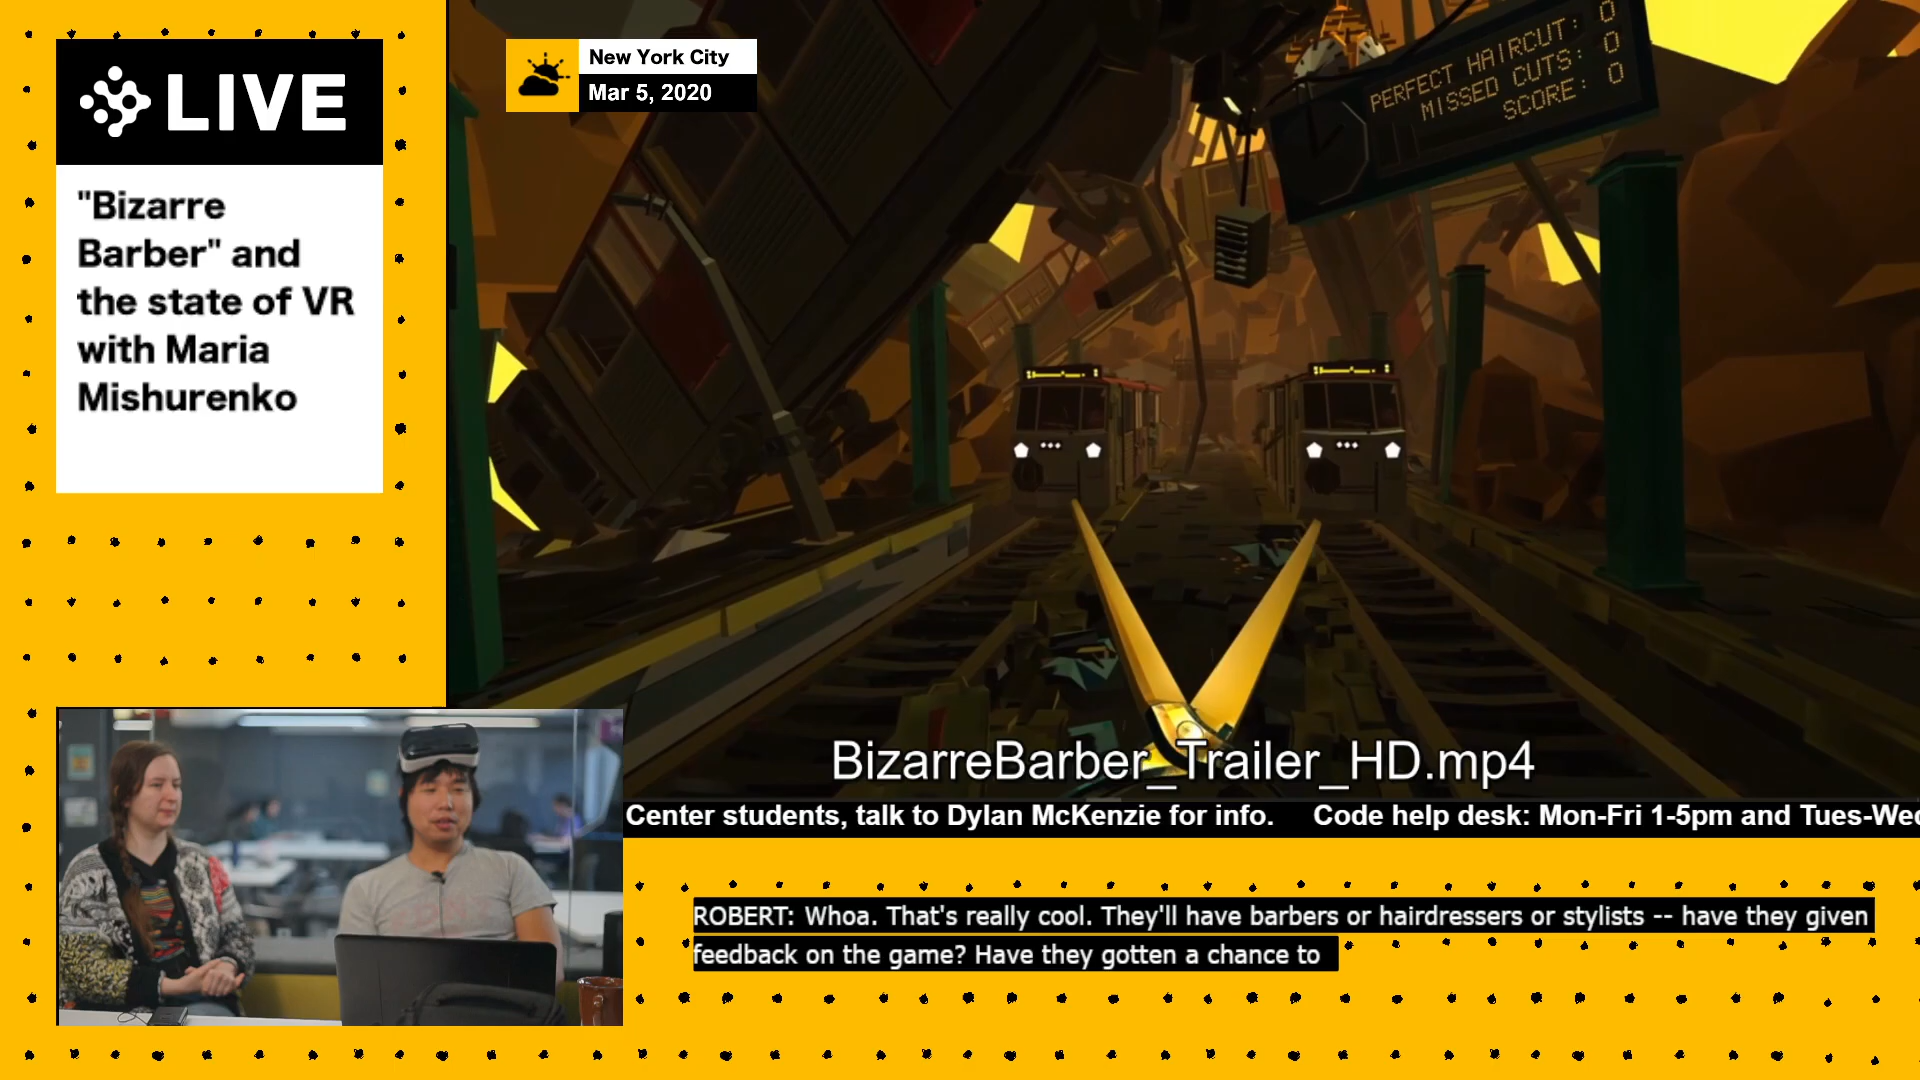 LIVE
"Bizarre
Barber" and
the state of VR
with Maria
Mishurenko
New York City
Mar 5, 2020
PERFECT HAIRCUT: 0
MISSED CUTS: 0
SCORE: 0
BizarreBarber_Trailer_HD.mp4
Center students, talk to Dylan McKenzie for info. Code help desk: Mon-Fri 1-5pm and Tues-Wed
ROBERT: Whoa. That's really cool. They'll have barbers or hairdressers or stylists -- have they given
feedback on the game? Have they gotten a chance to